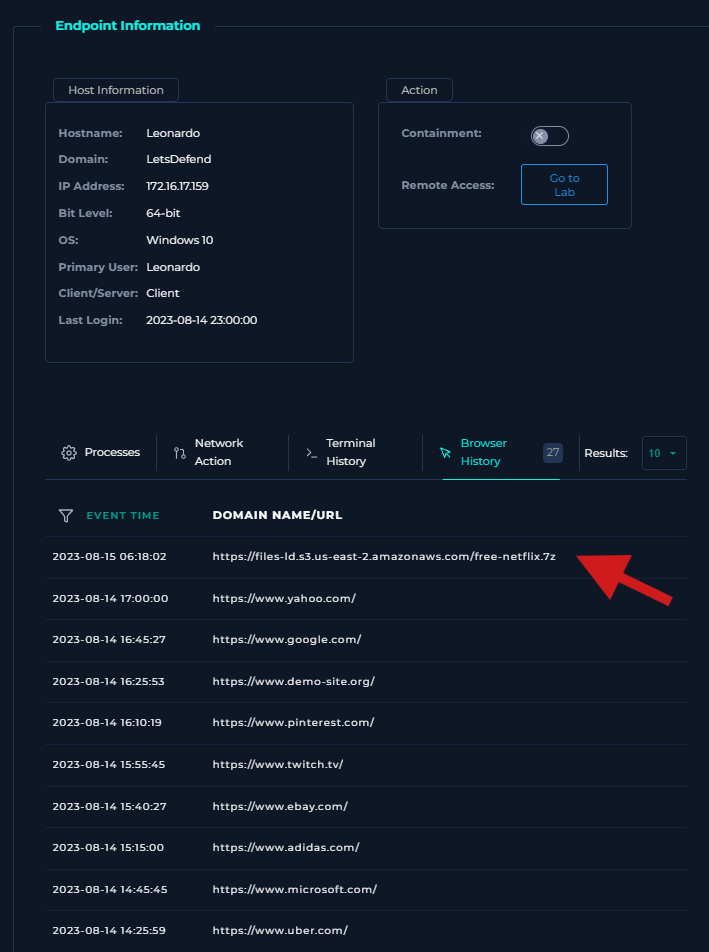 Endpoint Information
Host Information
Hostname: Leonardo
Domain: LetsDefend
IP Address: 172.16.17.159
Bit Level: 64-bit
OS: Windows 10
Primary User: Leonardo
Client/Server: Client
Last Login: 2023-08-14 23:00:00
Action
Containment:
Remote Access: Go to
Lab
Processes
Network
Action
Terminal
History
Browser
History
27
Results: 10
EVENT TIME DOMAIN NAME/URL
2023-08-15 06:18:02 https://files-ld.s3.us-east-2.amazonaws.com/free-netflix.7z
2023-08-14 17:00:00 https://www.yahoo.com/
2023-08-14 16:45:27 https://www.google.com/
2023-08-14 16:25:53 https://www.demo-site.org/
2023-08-14 16:10:19 https://www.pinterest.com/
2023-08-14 15:55:45 https://www.twitch.tv/
2023-08-14 15:40:27 https://www.ebay.com/
2023-08-14 15:15:00 https://www.adidas.com/
2023-08-14 14:45:45 https://www.microsoft.com/
2023-08-14 14:25:59 https://www.uber.com/